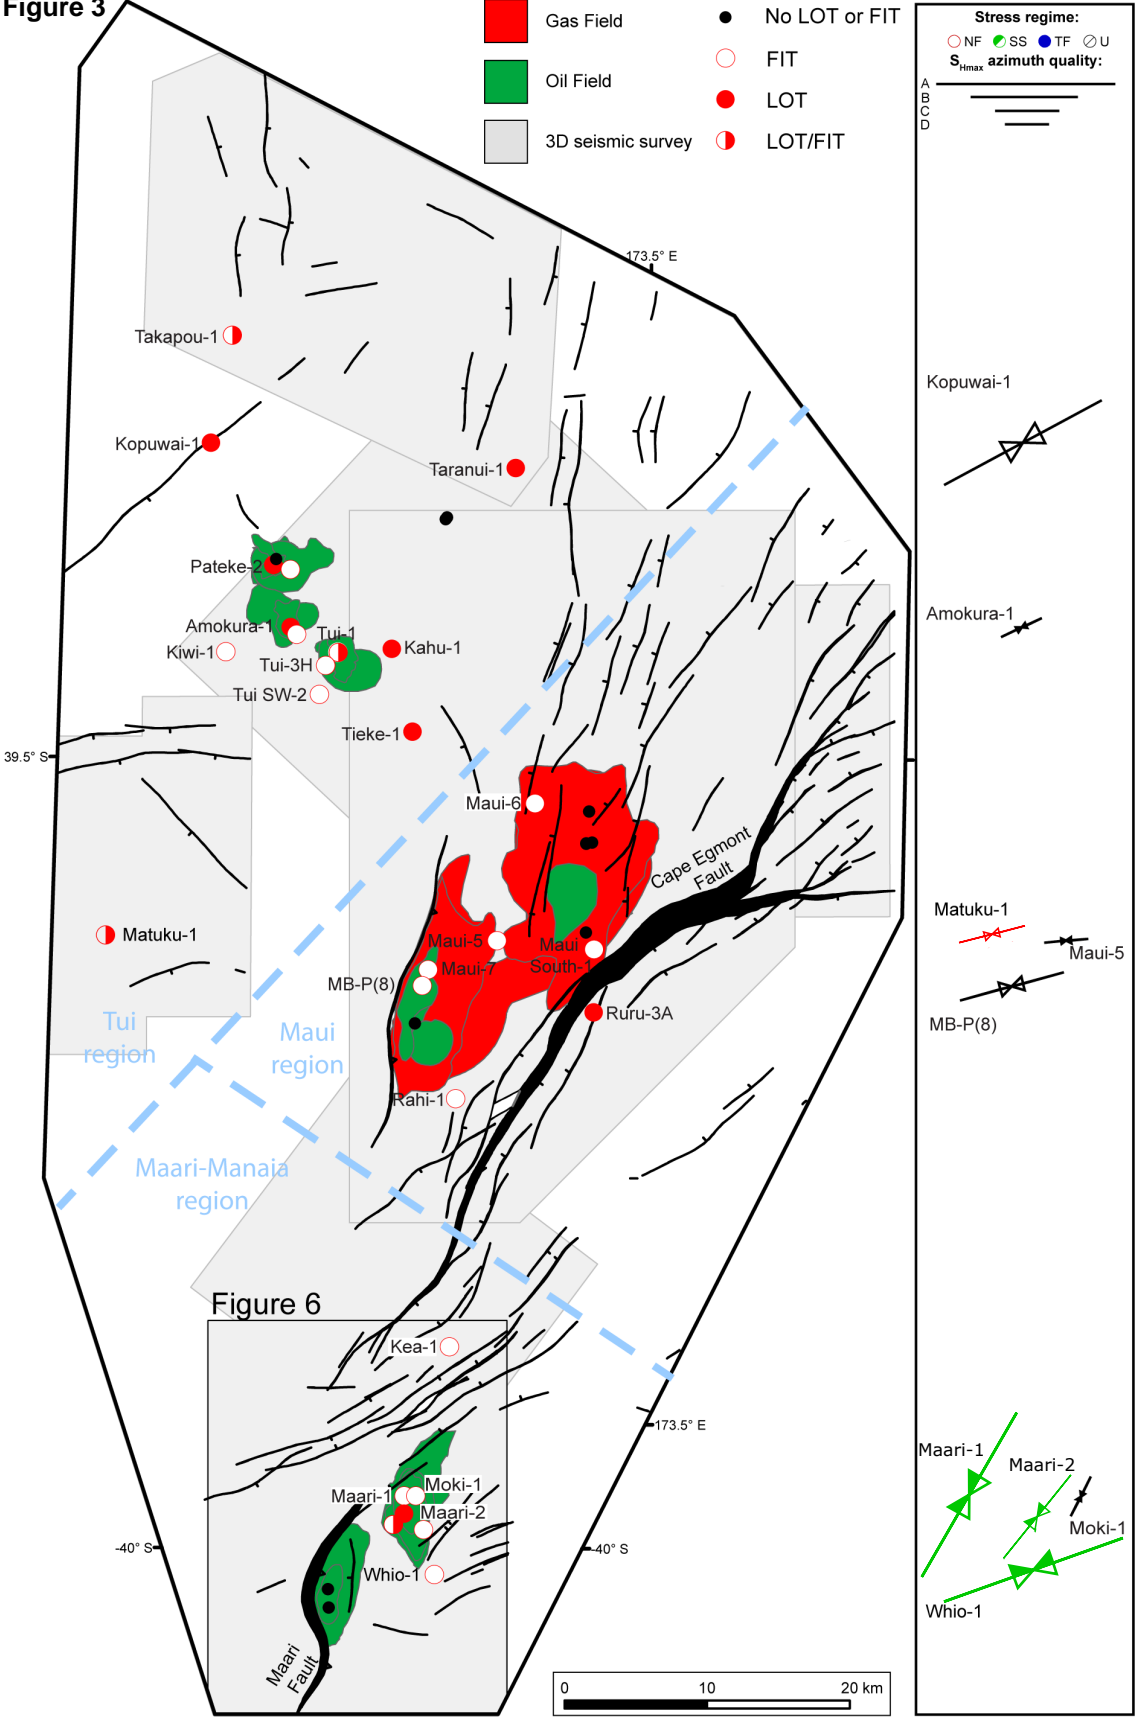 Figure 3
Gas Field
Oil Field
3D seismic survey
No LOT or FIT
FIT
LOT
LOT/FIT
Stress regime:
NF SS TF U
SHmax azimuth quality:
A
B
C
D
173.5° E
Takapou-1
Kopuwai-1
Taranui-1
Pateke-2
Amokura-1
Tui-1
Kiwi-1
Tui-3H
Kahu-1
Tui SW-2
Tieke-1
39.5° S
Maui-6
Cape Egmont
Fault
Matuku-1
Maui-5
Maui
South-1
Maui-7
MB-P(8)
Ruru-3A
Tui
region
Maui
region
Rahi-1
Maari-Manaia
region
Figure 6
Kea-1
173.5° E
Moki-1
Maari-1
Maari-2
-40° S
-40° S
Whio-1
Maari
Fault
0 10 20 km
Kopuwai-1
Amokura-1
Matuku-1
Maui-5
MB-P(8)
Maari-1
Maari-2
Moki-1
Whio-1